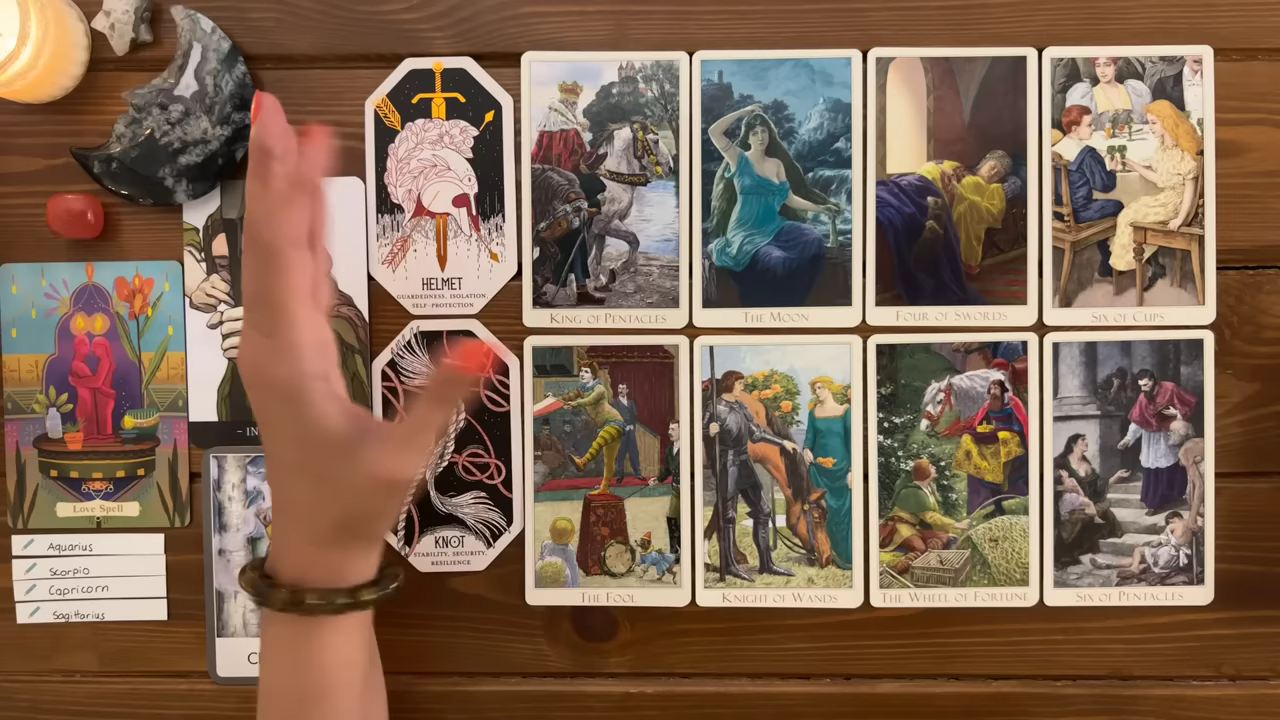 HELMET
GUARDEDNESS, ISOLATION,
SELF-PROTECTION
KING OF PENTACLES
THE MOON
FOUR OF SWORDS
SIX OF CUPS
Love Spell
KNOT
STABILITY, SECURITY,
RESILIENCE
THE FOOL
KNIGHT OF WANDS
THE WHEEL OF FORTUNE
SIX OF PENTACLES
Aquarius
Scorpio
Capricorn
Sagittarius